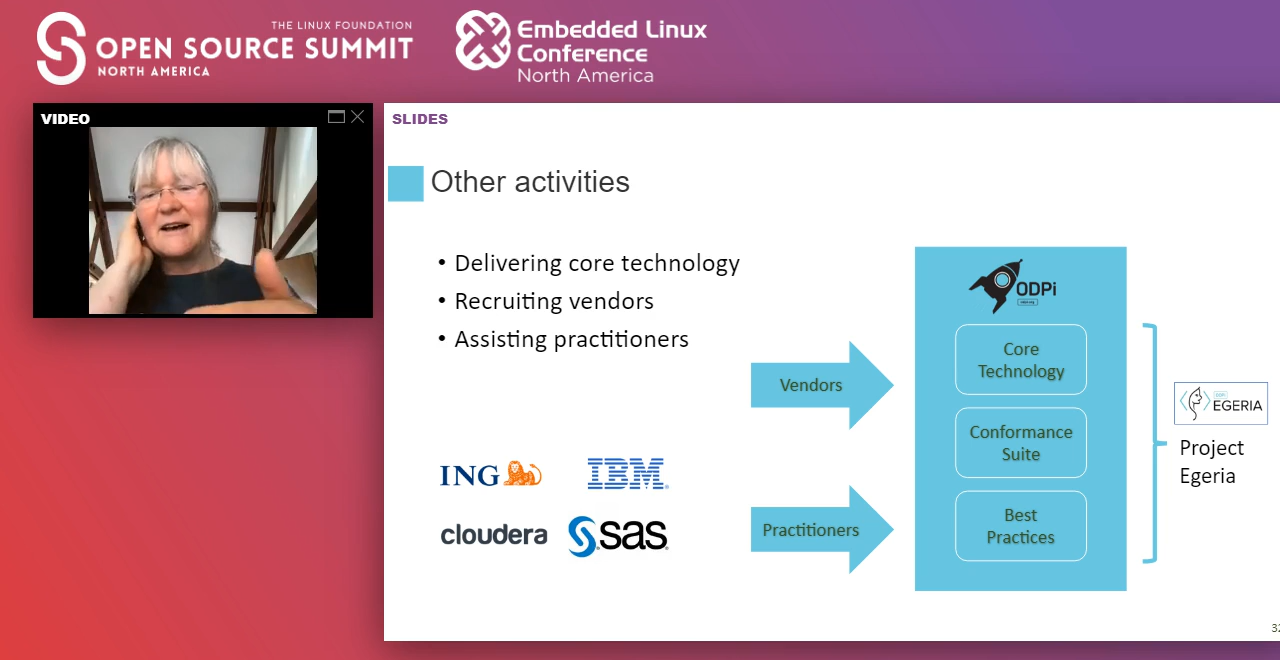 THE LINUX FOUNDATION
OPEN SOURCE SUMMIT
NORTH AMERICA
Embedded Linux
Conference
North America
VIDEO
SLIDES
Other activities
• Delivering core technology
• Recruiting vendors
• Assisting practitioners
ING
IBM
cloudera
sas
Vendors
Practitioners
ODPi
Core
Technology
Conformance
Suite
Best
Practices
EGERIA
Project
Egeria